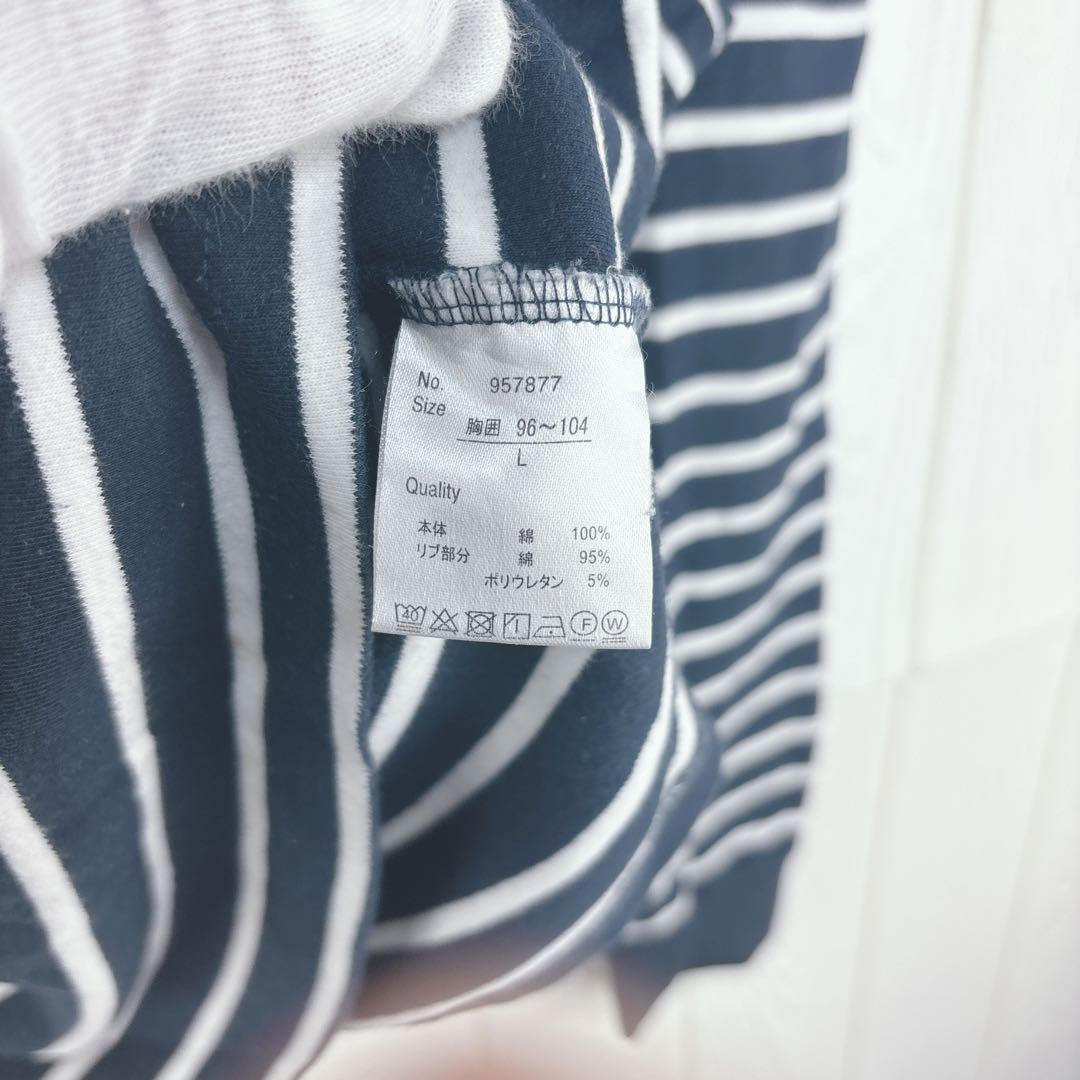 No. 957877
Size
胸囲 96〜104
L
Quality
本体 綿 100%
リブ部分 綿 95%
ポリウレタン 5%
40 F W